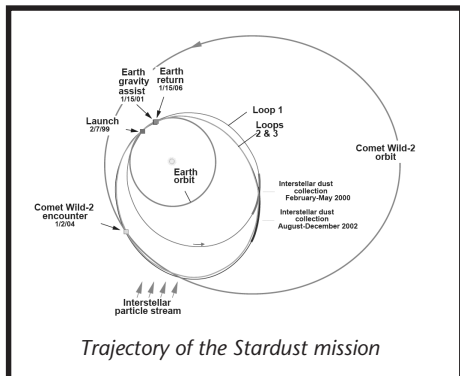 Earth
gravity
assist
1/15/01
Earth
return
1/15/06
Launch
2/7/99
Loop 1
Loops
2 & 3
Comet Wild-2
orbit
Earth
orbit
Interstellar dust
collection
February-May 2000
Interstellar dust
collection
August-December 2002
Comet Wild-2
encounter
1/2/04
Interstellar
particle stream
Trajectory of the Stardust mission